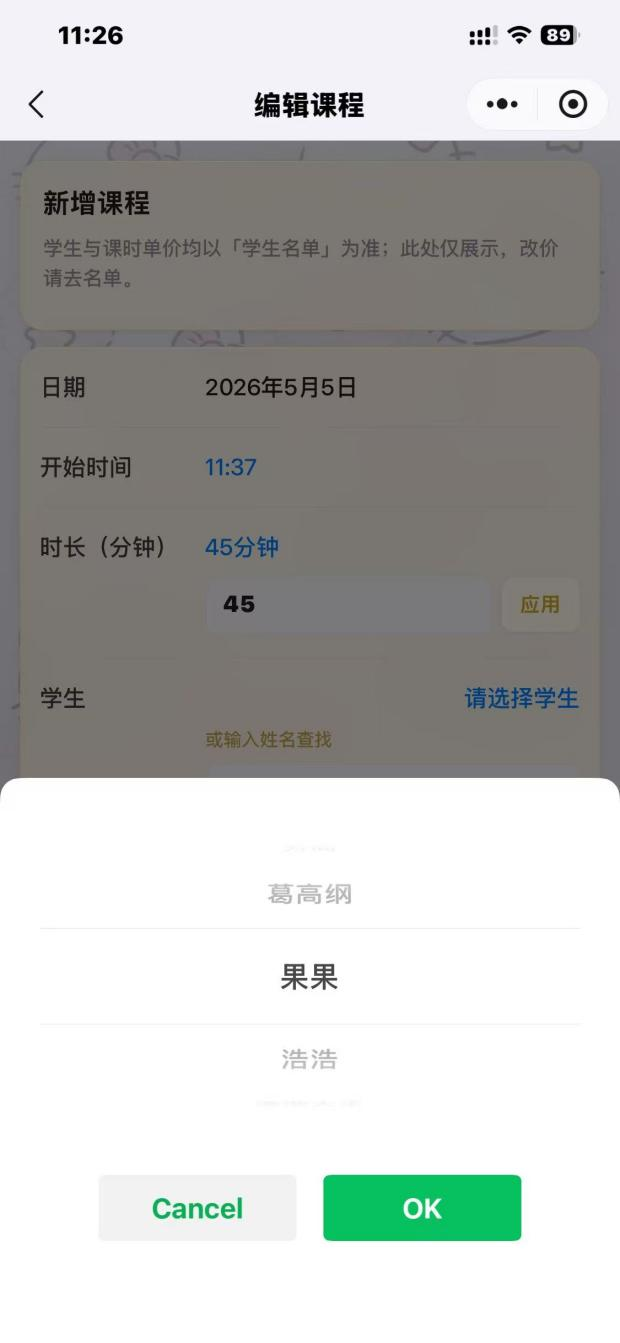 11:26
89
编辑课程
新增课程
学生与课时单价均以「学生名单」为准；此处仅展示，改价
请去名单。
日期 2026年5月5日
开始时间 11:37
时长（分钟） 45分钟
45 应用
学生 请选择学生
或输入姓名查找
葛高纲
果果
浩浩
Cancel OK